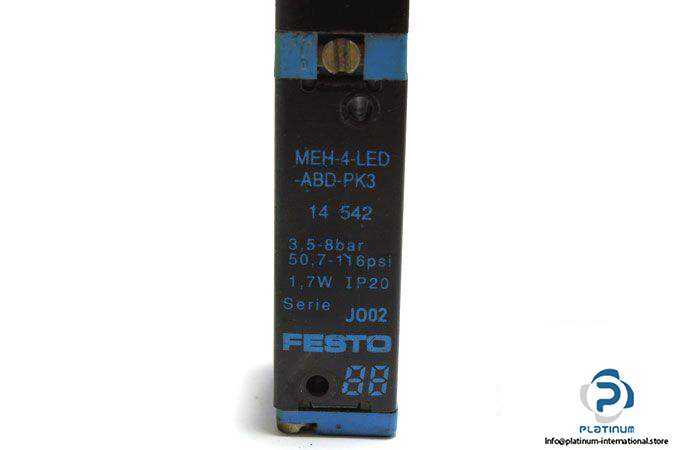 MEH-4-LED
-ABD-PK3
14 542
3,5-8bar
50,7-116psi
1,7W IP20
Serie JO02
FESTO
88
PLATINUM
Info@platinum-international.store